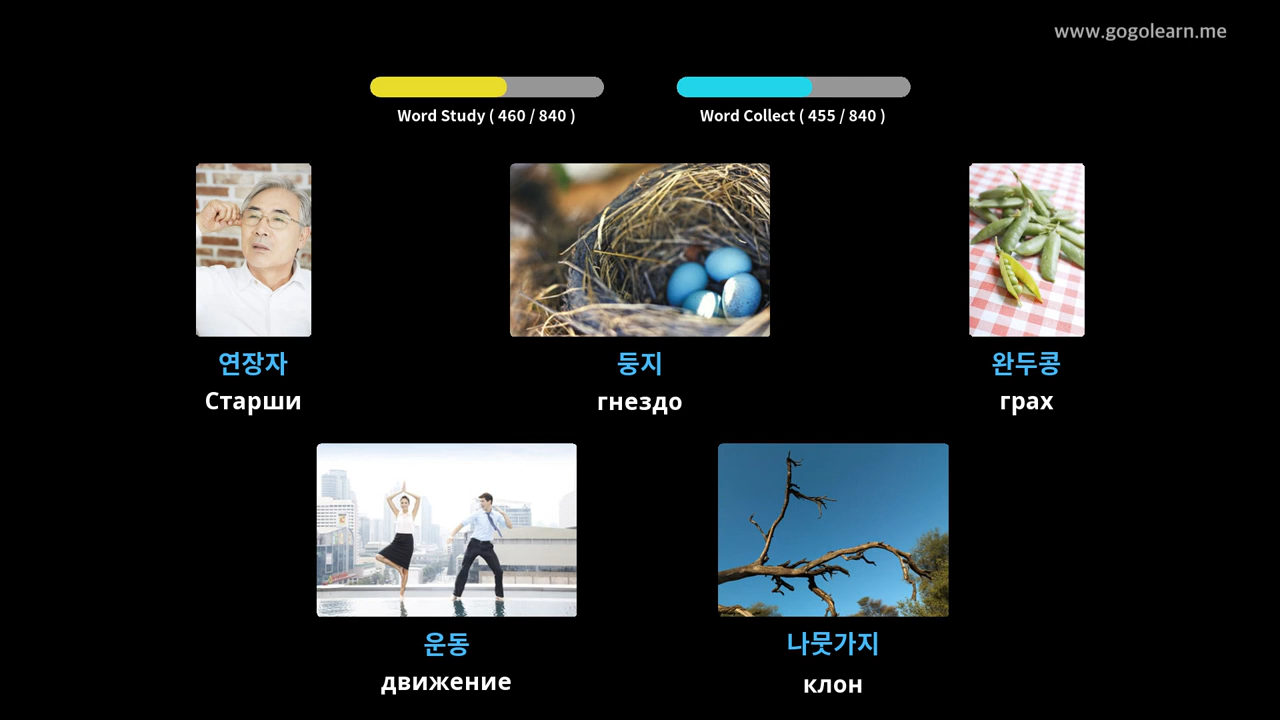 www.gogolearn.me
Word Study ( 460 / 840 )
Word Collect ( 455 / 840 )
연장자
Старши
둥지
гнездо
완두콩
грах
운동
движение
나뭇가지
клон